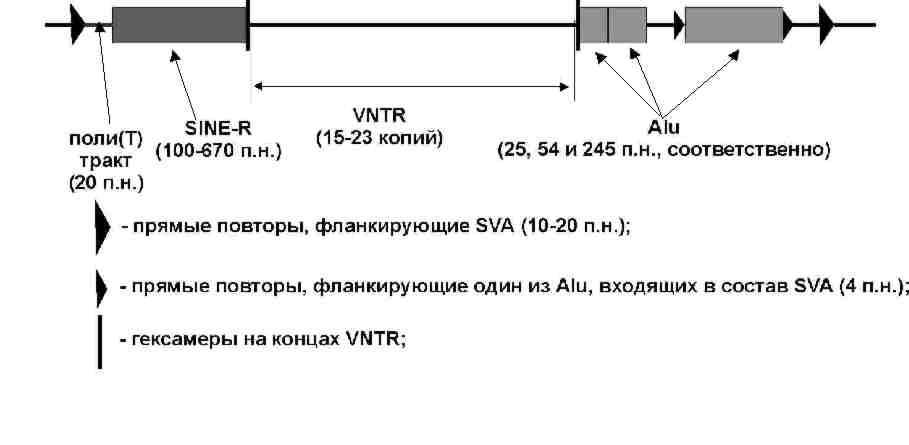 поли(Т)
тракт
(20 п.н.)
SINE-R
(100-670 п.н.)
VNTR
(15-23 копий)
Alu
(25, 54 и 245 п.н., соответственно)
- прямые повторы, фланкирующие SVA (10-20 п.н.);
- прямые повторы, фланкирующие один из Alu, входящих в состав SVA (4 п.н.);
- гексамеры на концах VNTR;